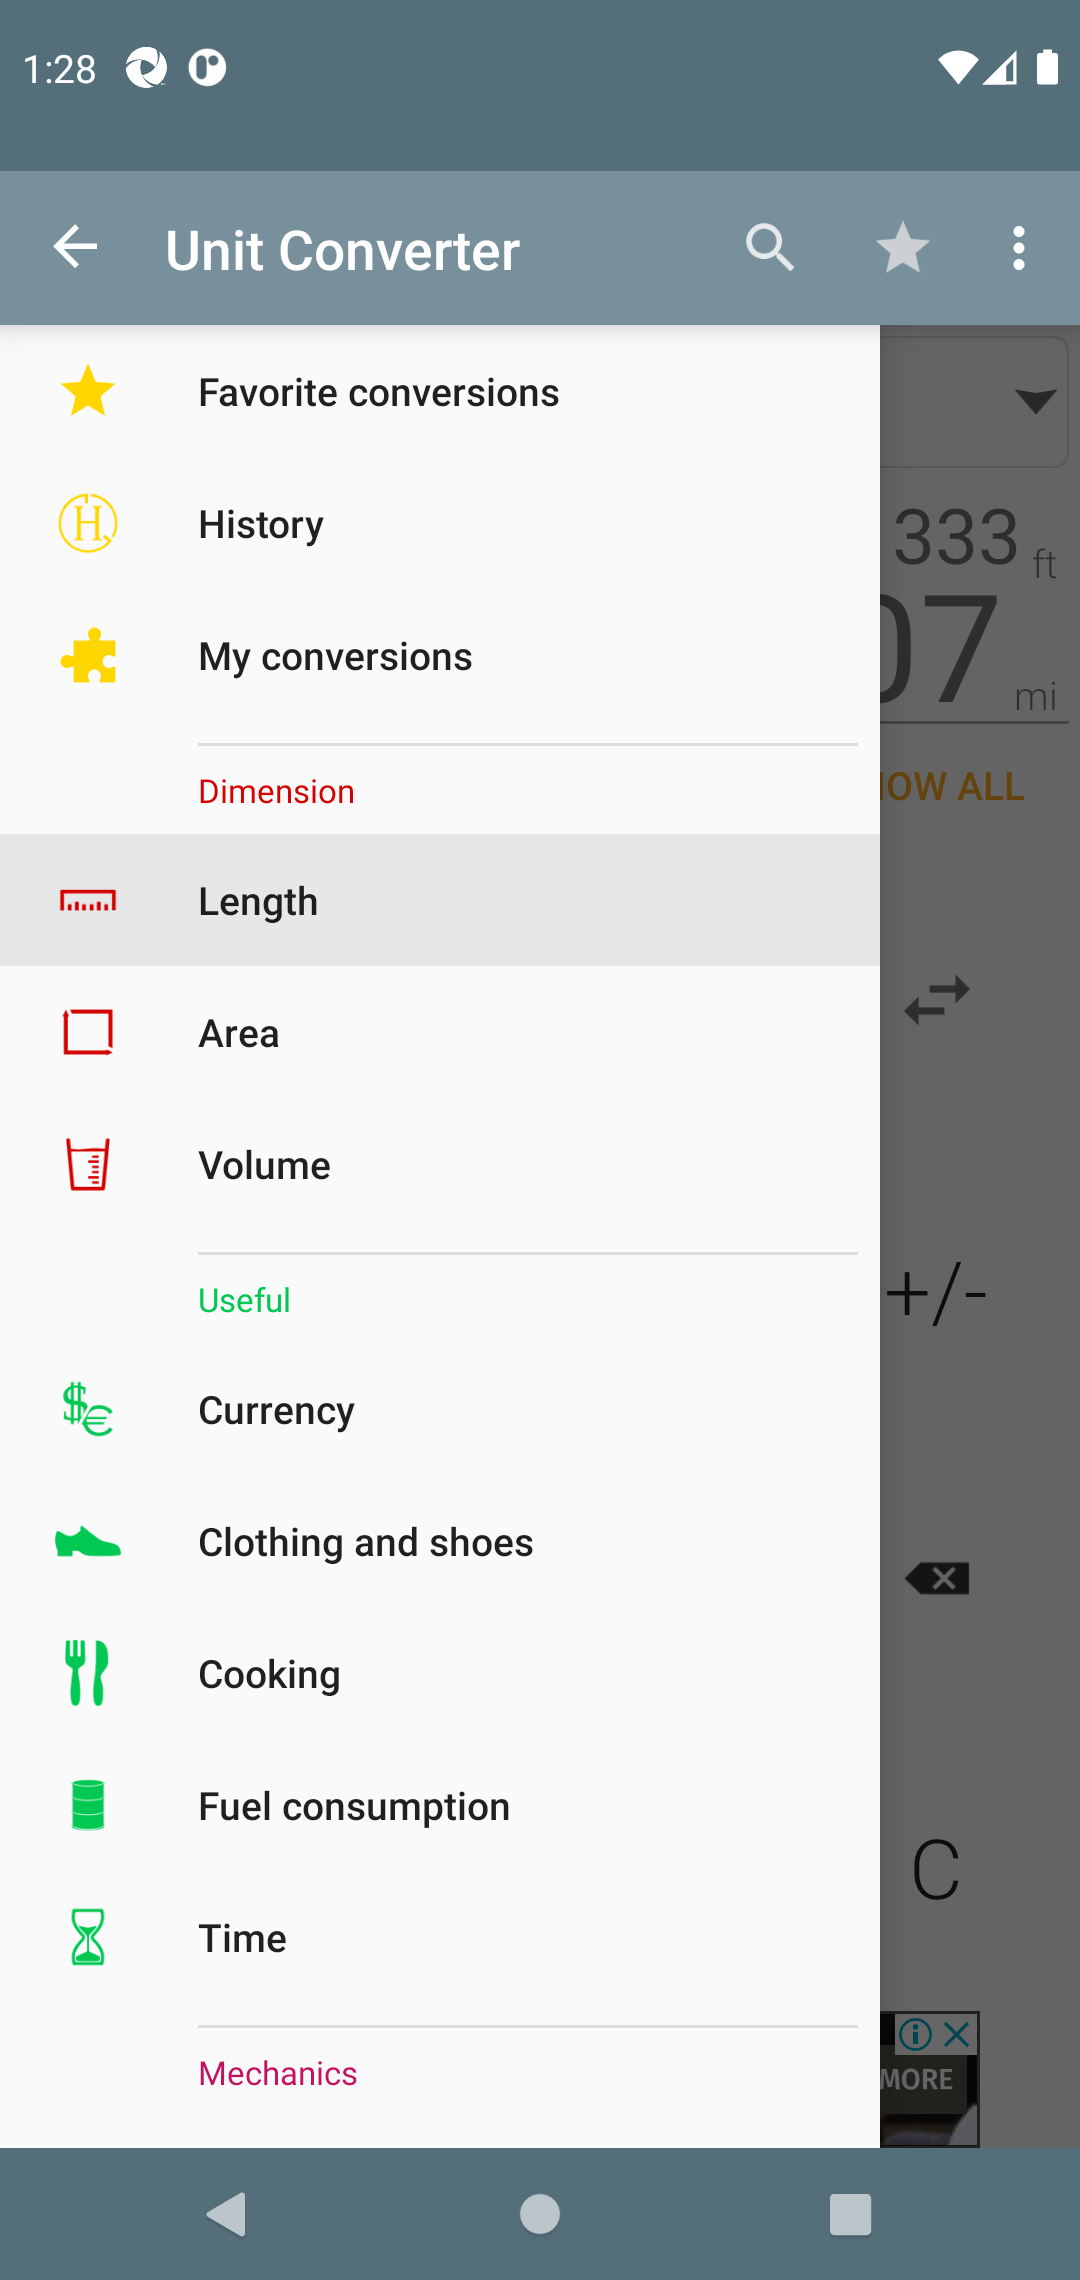 1:28
Unit Converter
Favorite conversions
History
My conversions
333 ft
07 mi
Dimension
OW ALL
Length
Area
Volume
+/-
Useful
Currency
Clothing and shoes
Cooking
Fuel consumption
C
Time
Mechanics
MORE